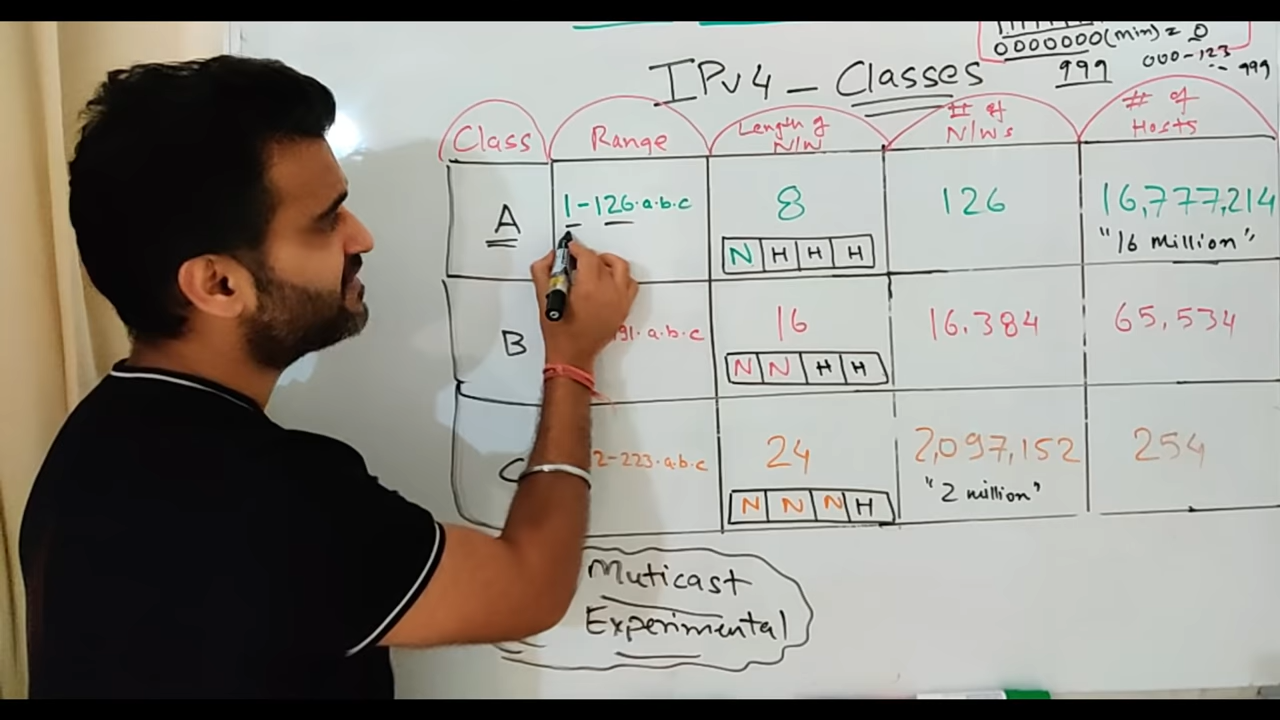 0000000(min) = 0
000-123
999
-- 999
IPv4 - Classes
Class
Range
Length of
N/W
# of
N/Ws
# of
Hosts
A
1-126.a.b.c
8
126
16,777,214
N H H H
"16 Million"
B
191.a.b.c
16
16.384
65,534
N N H H
C
2-223.a.b.c
24
2,097,152
254
N N N H
"2 million"
Muticast
Experimental